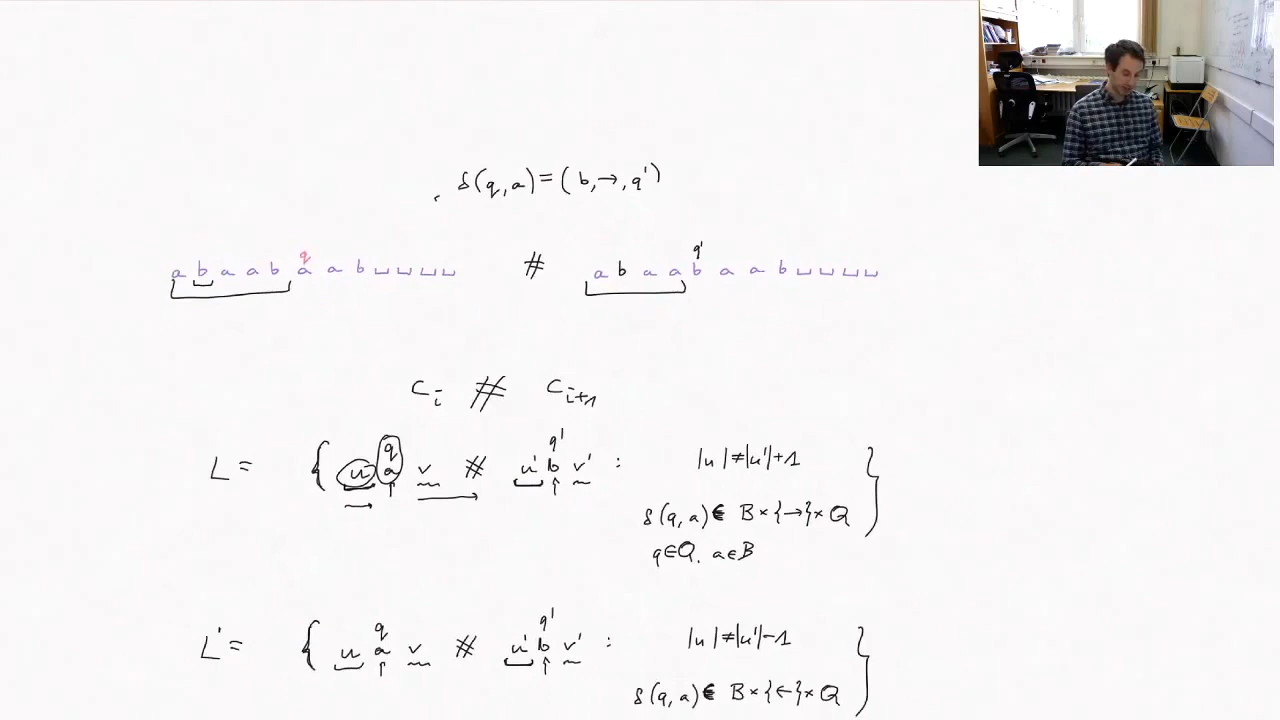 δ(q,a)=(b,→,q')
q q'
a b a a b a a b ⊔ ⊔ ⊔ ⊔ # a b a a b a a b ⊔ ⊔ ⊔ ⊔
C_i # C_{i+1}
q q'
L = { u a v # u' b v' : |u|≠|u'|+1 }
δ(q,a)∈ B×{→}×Q
q∈Q, a∈B
q q'
L' = { u a v # u' b v' : |u|≠|u'|-1 }
δ(q,a)∈ B×{←}×Q